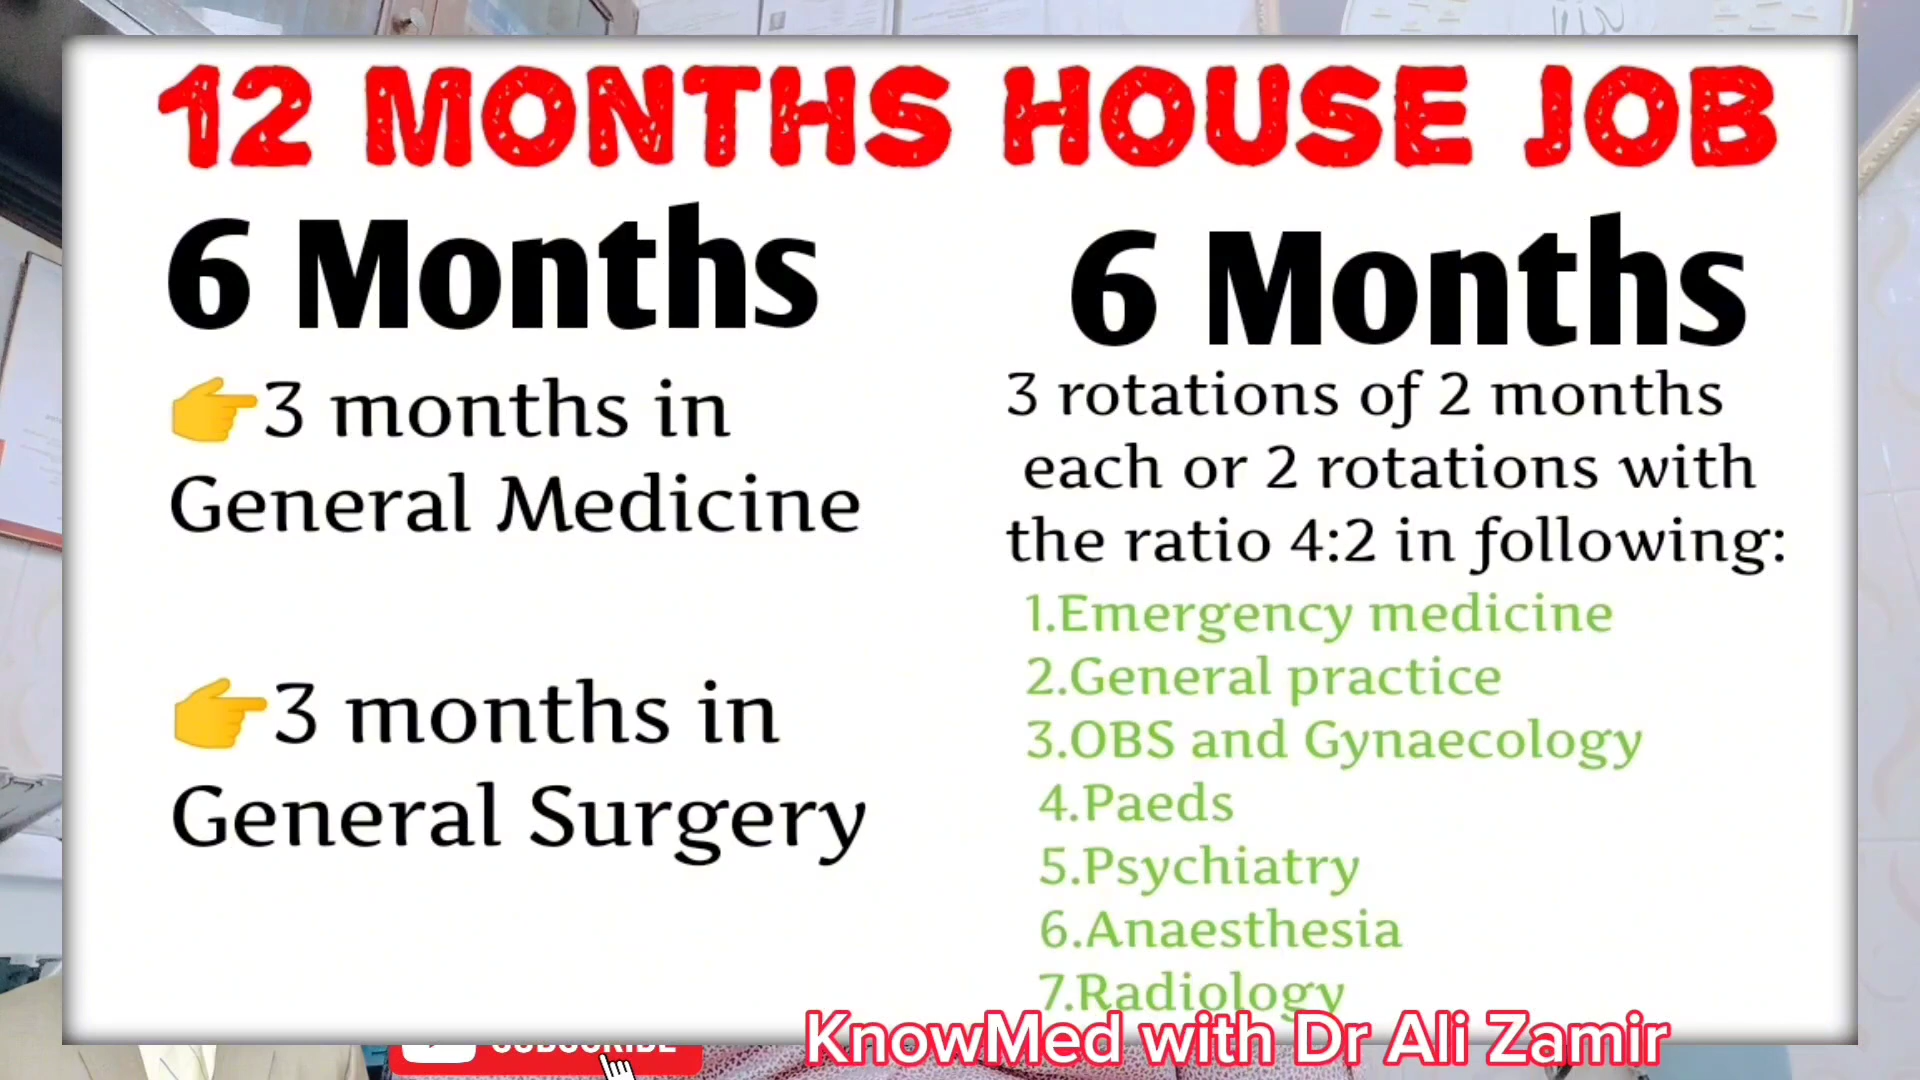 12 MONTHS HOUSE JOB
6 Months
👉3 months in
General Medicine
👉3 months in
General Surgery
6 Months
3 rotations of 2 months
each or 2 rotations with
the ratio 4:2 in following:
1.Emergency medicine
2.General practice
3.OBS and Gynaecology
4.Paeds
5.Psychiatry
6.Anaesthesia
7.Radiology
SUBSCRIBE
KnowMed with Dr Ali Zamir